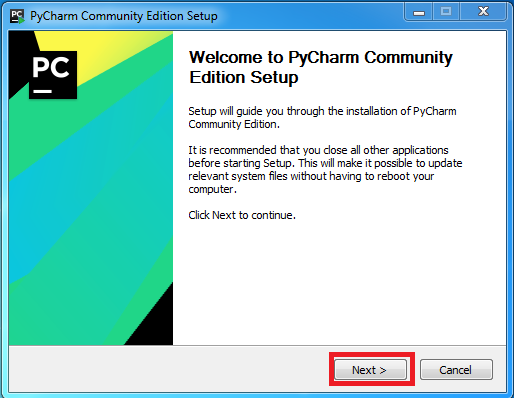 PyCharm Community Edition Setup
PC
Welcome to PyCharm Community
Edition Setup
Setup will guide you through the installation of PyCharm
Community Edition.
It is recommended that you close all other applications
before starting Setup. This will make it possible to update
relevant system files without having to reboot your
computer.
Click Next to continue.
Next >
Cancel